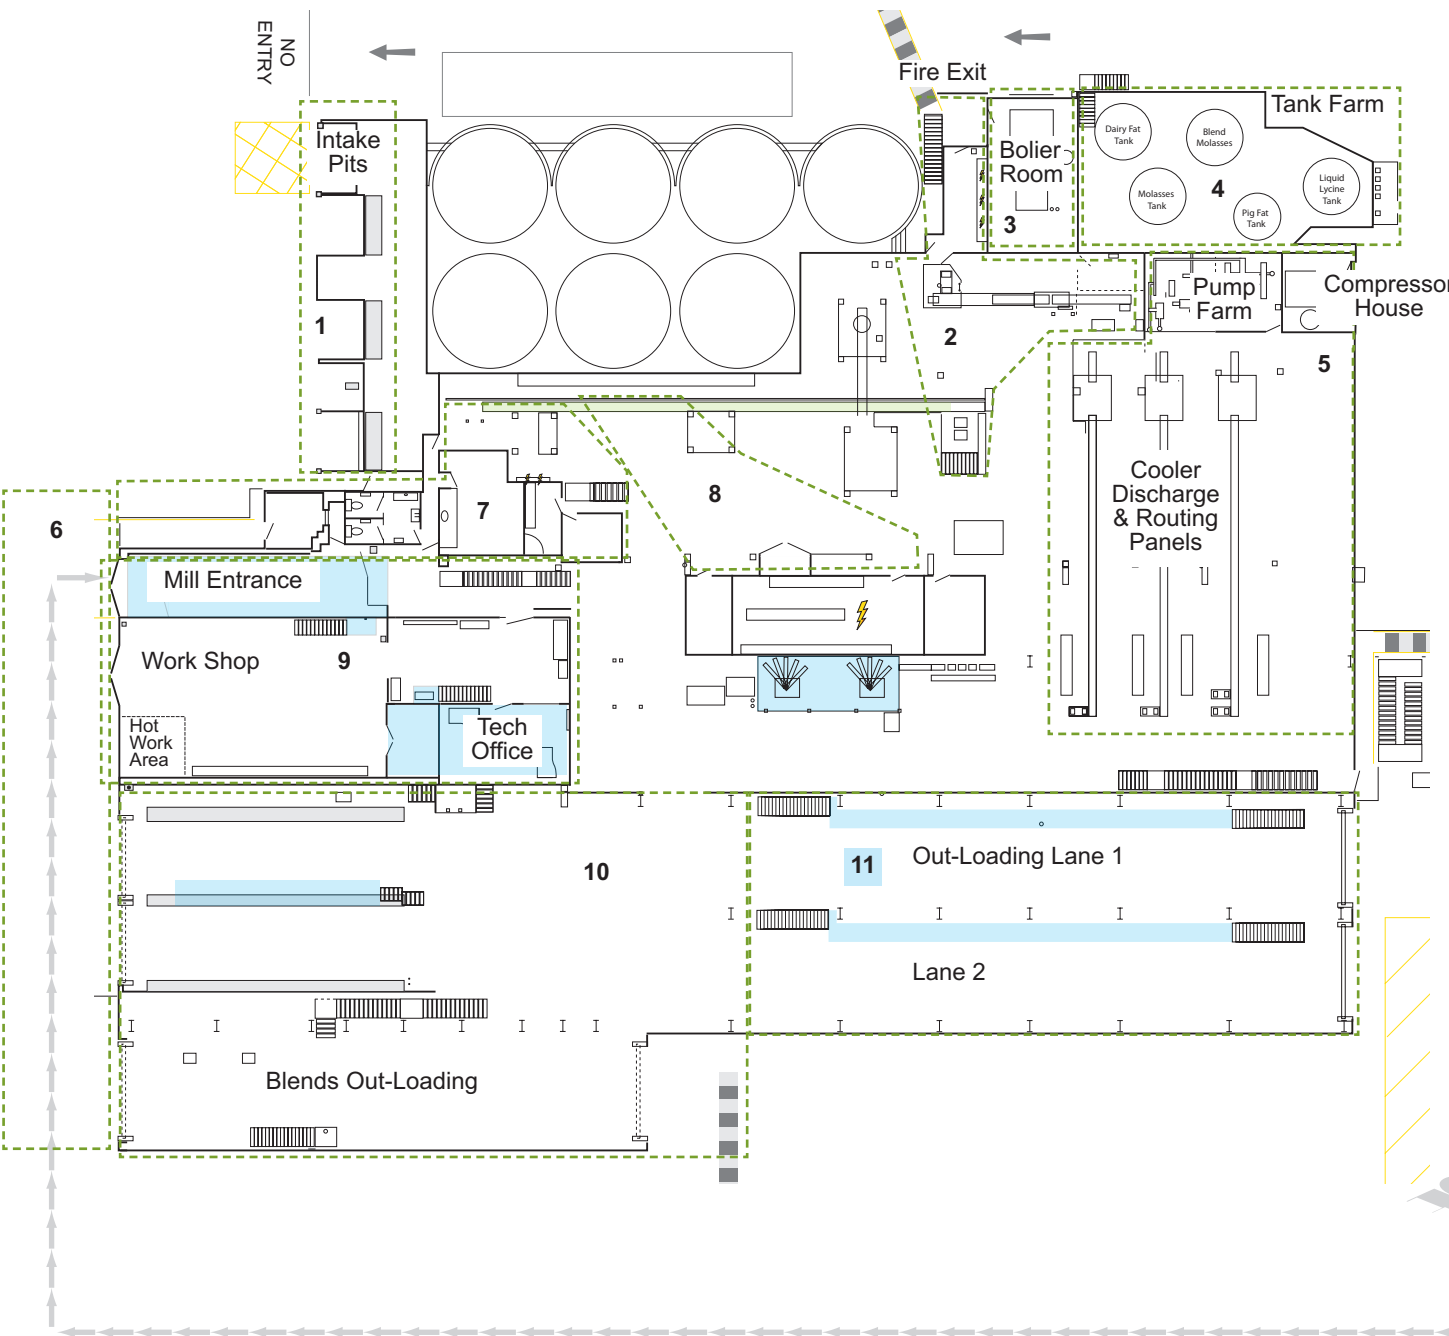 NO
ENTRY
Fire Exit
Tank Farm
Intake
Pits
Bolier
Room
Dairy Fat
Tank
Blend
Molasses
Molasses
Tank
Pig Fat
Tank
Liquid
Lycine
Tank
4
3
1
2
Pump
Farm
Compressor
House
5
Cooler
Discharge
& Routing
Panels
6
7
8
Mill Entrance
Work Shop
9
Hot
Work
Area
Tech
Office
10
11
Out-Loading Lane 1
Lane 2
Blends Out-Loading